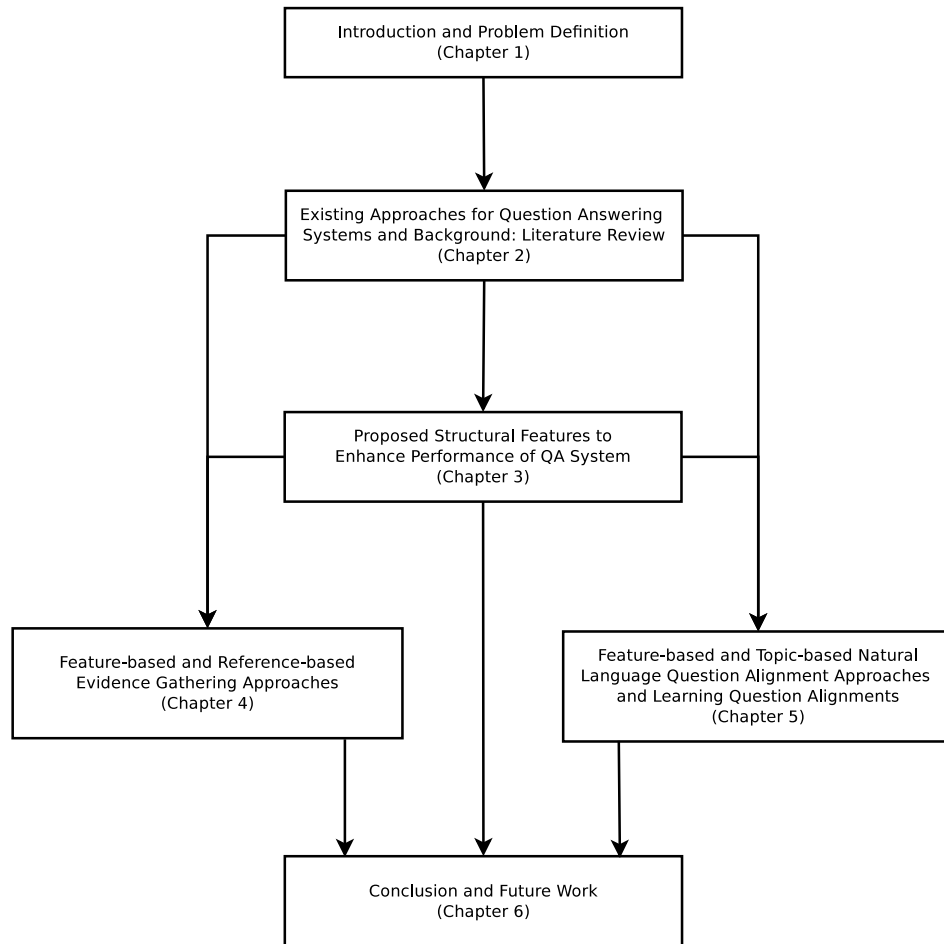 Introduction and Problem Definition
(Chapter 1)
Existing Approaches for Question Answering
Systems and Background: Literature Review
(Chapter 2)
Proposed Structural Features to
Enhance Performance of QA System
(Chapter 3)
Feature-based and Reference-based
Evidence Gathering Approaches
(Chapter 4)
Feature-based and Topic-based Natural
Language Question Alignment Approaches
and Learning Question Alignments
(Chapter 5)
Conclusion and Future Work
(Chapter 6)